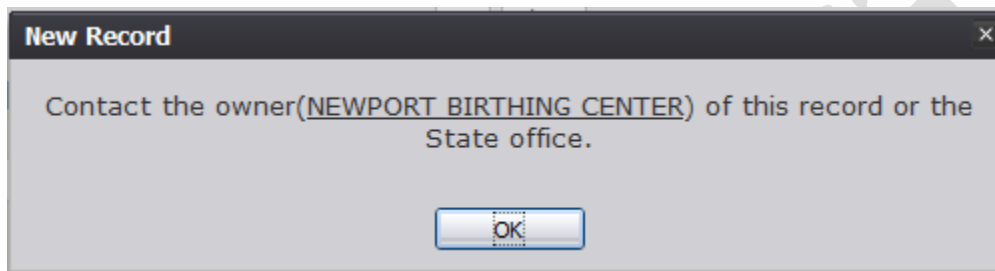 New Record
Contact the owner(NEWPORT BIRTHING CENTER) of this record or the
State office.
OK